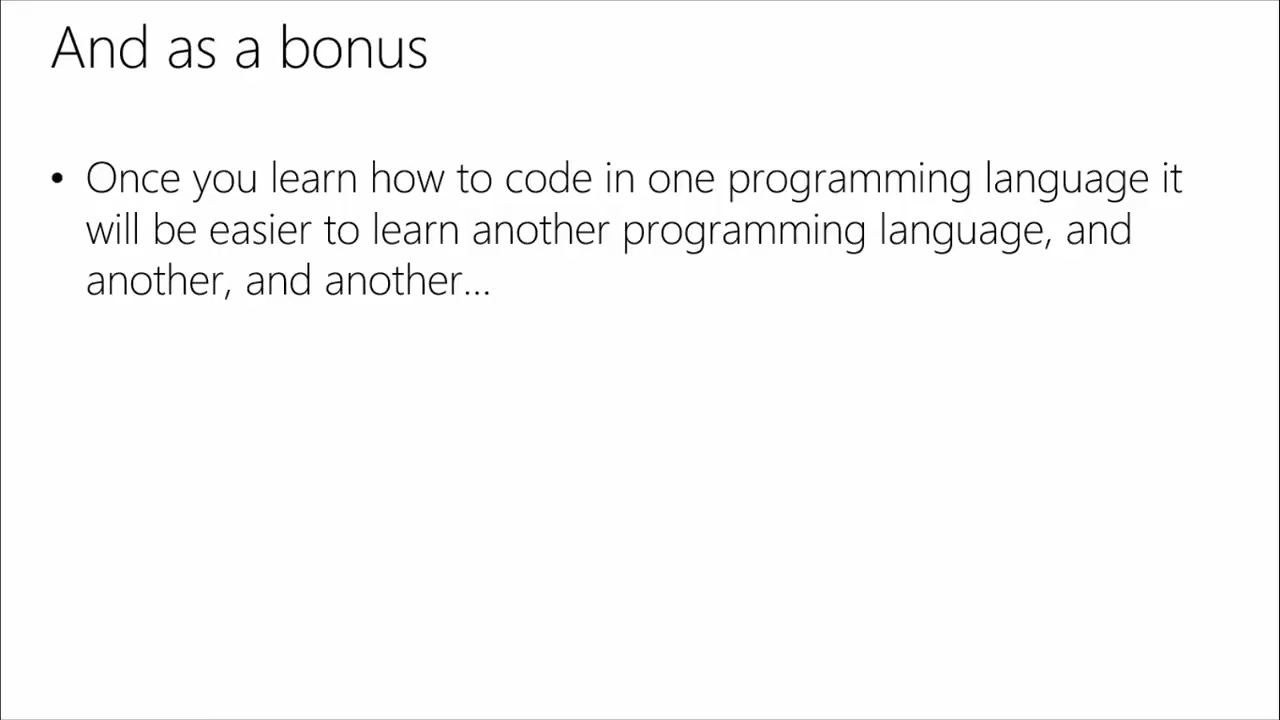 And as a bonus
• Once you learn how to code in one programming language it
will be easier to learn another programming language, and
another, and another...